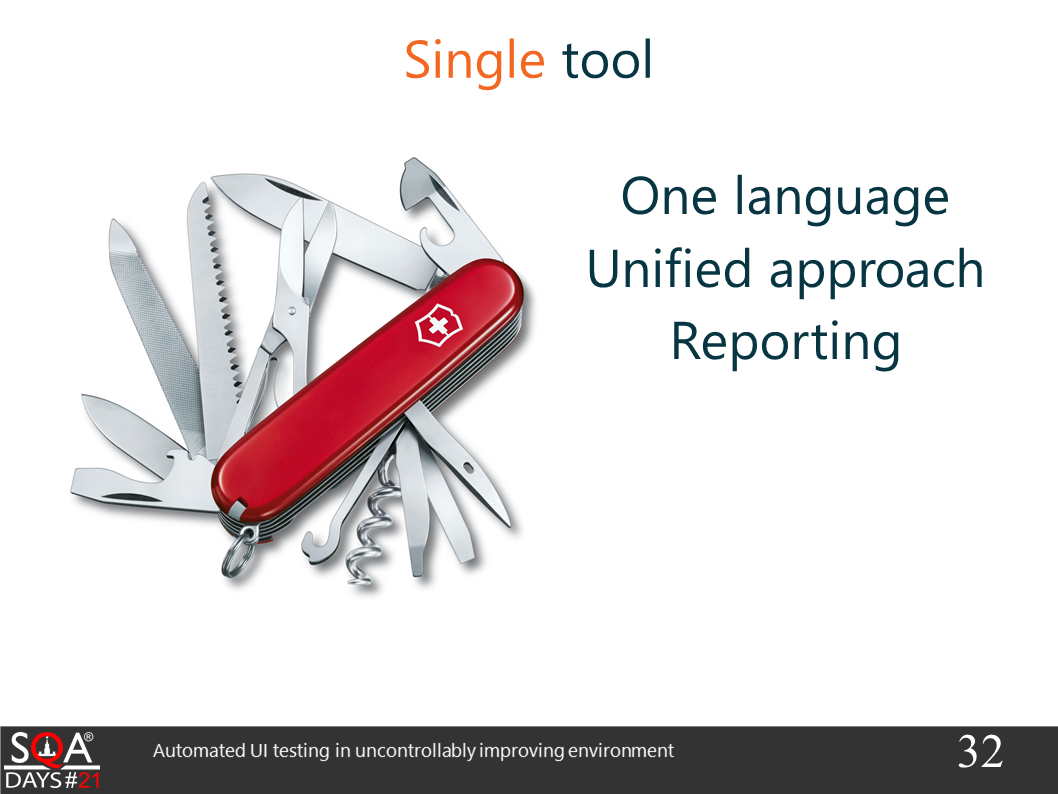 Single tool
One language
Unified approach
Reporting
SQA®
DAYS#21
Automated UI testing in uncontrollably improving environment
32